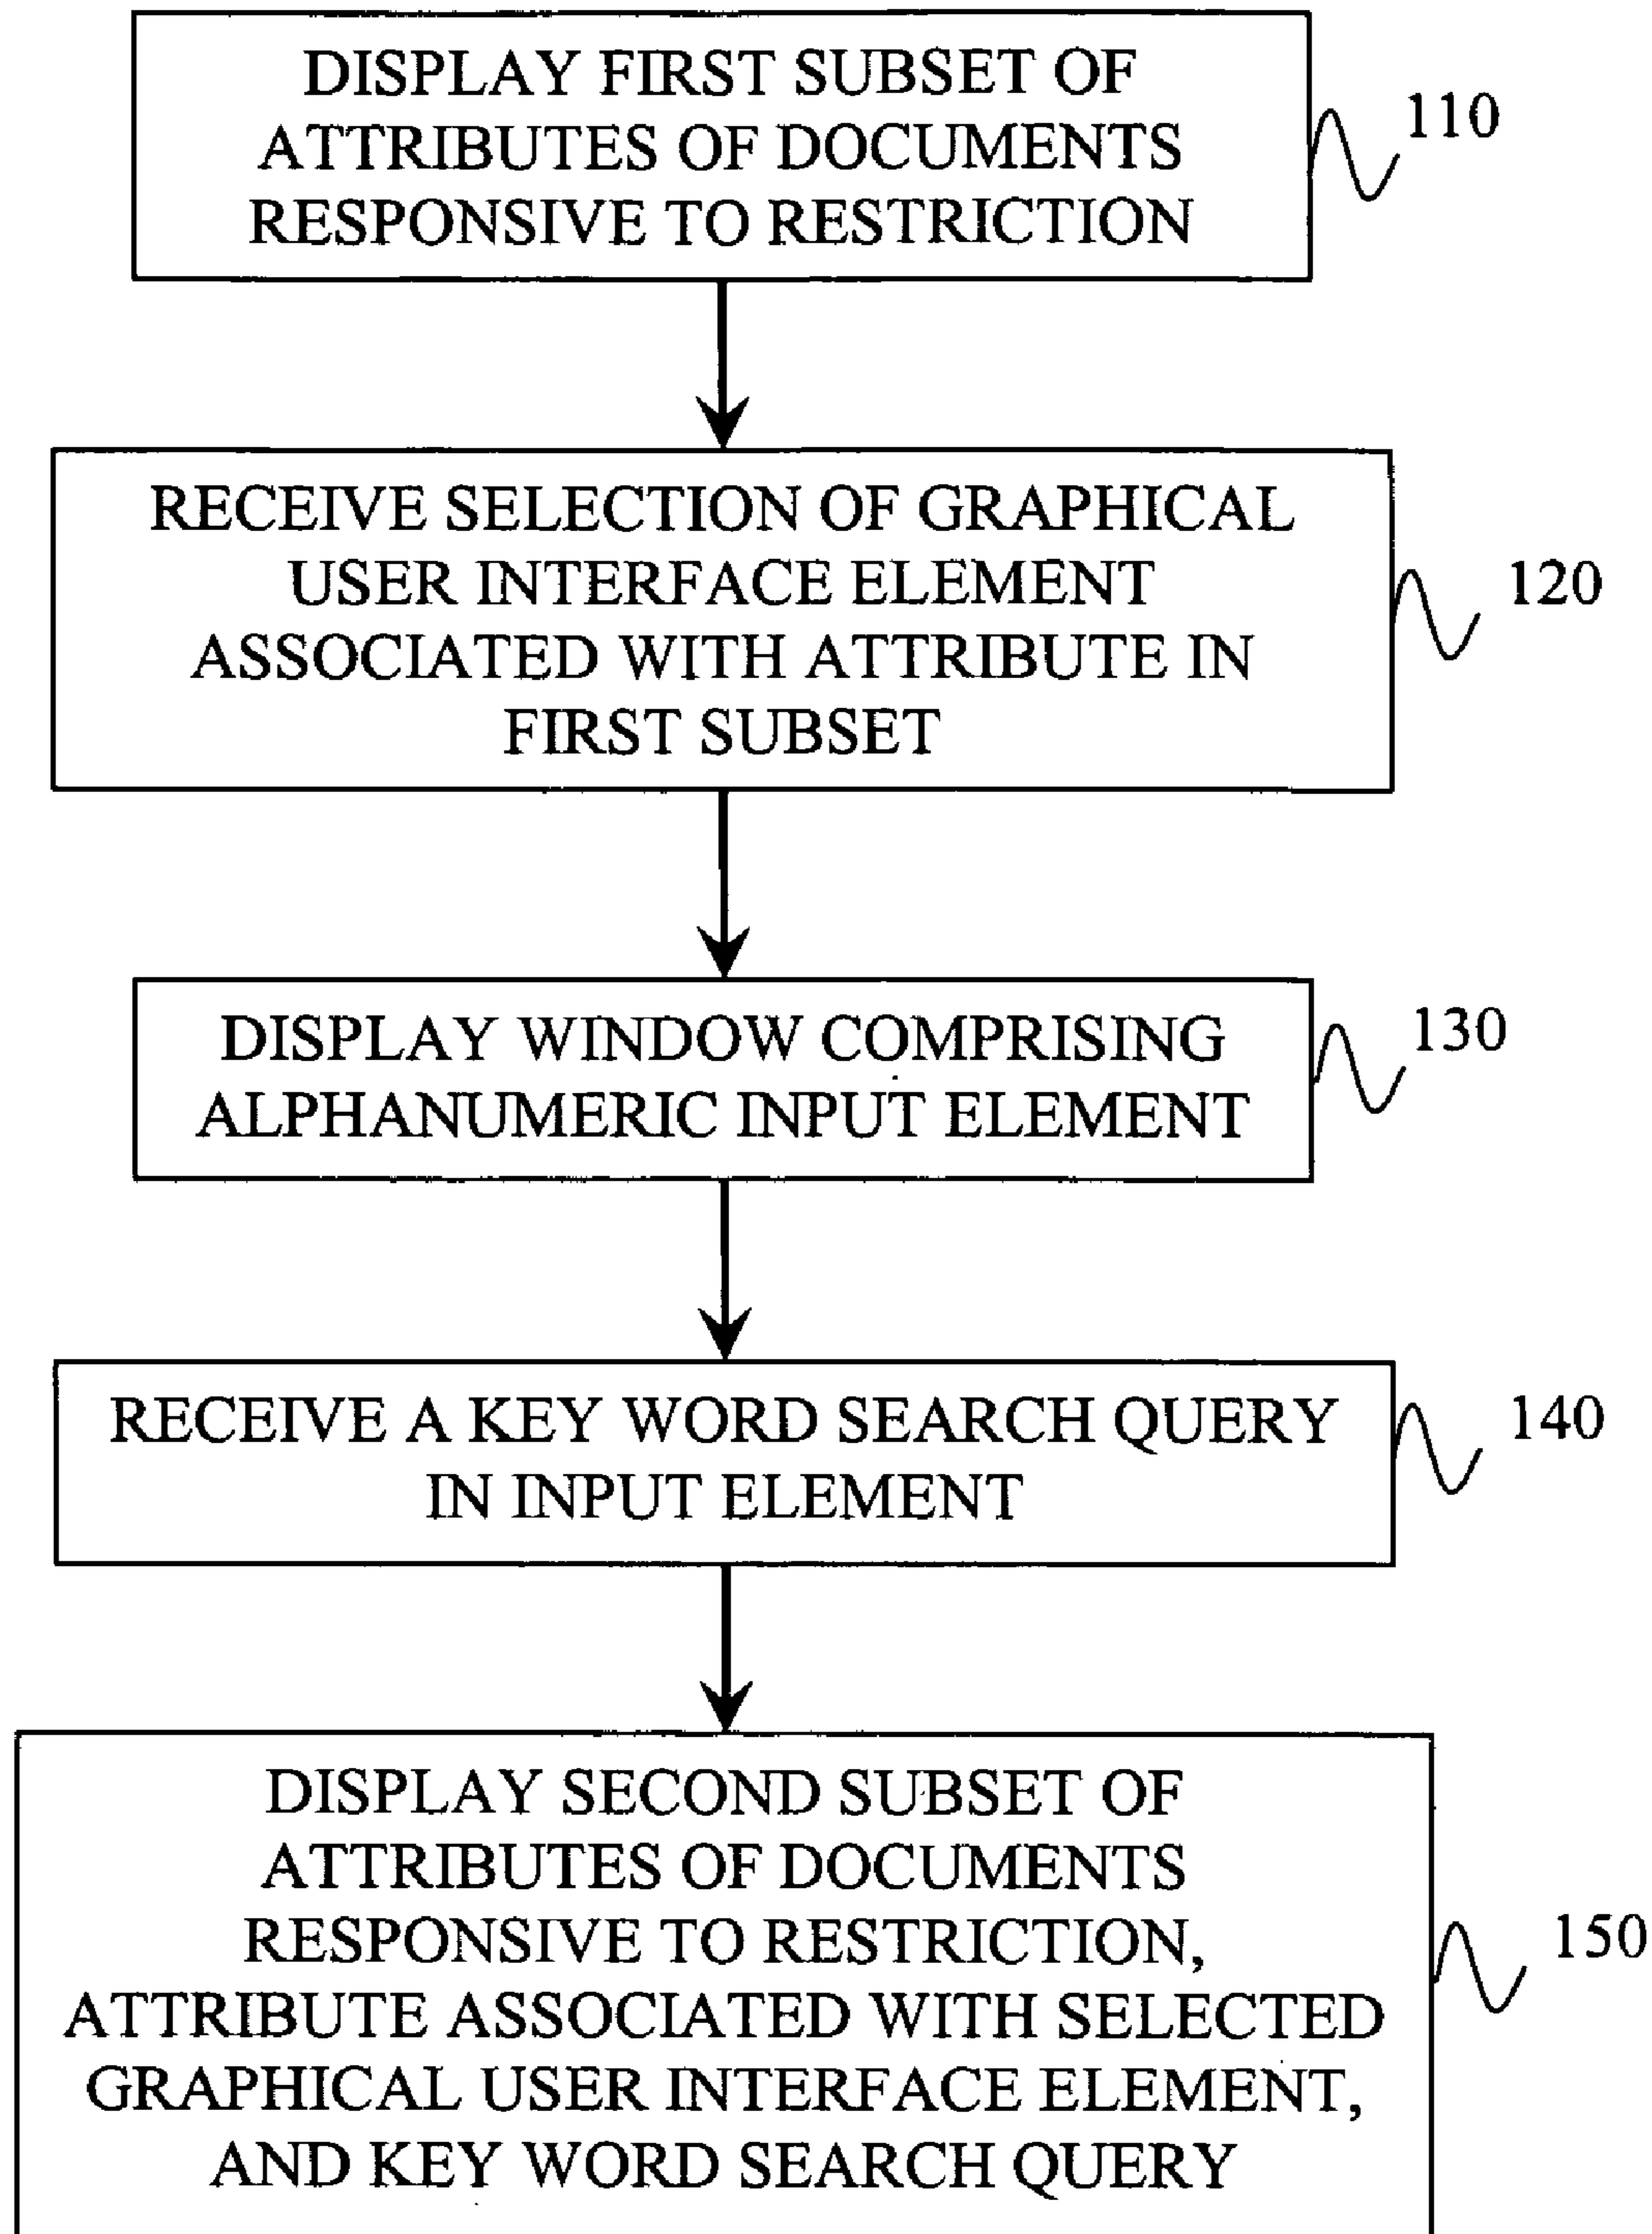 DISPLAY FIRST SUBSET OF
ATTRIBUTES OF DOCUMENTS
RESPONSIVE TO RESTRICTION
110
RECEIVE SELECTION OF GRAPHICAL
USER INTERFACE ELEMENT
ASSOCIATED WITH ATTRIBUTE IN
FIRST SUBSET
120
DISPLAY WINDOW COMPRISING
ALPHANUMERIC INPUT ELEMENT
130
RECEIVE A KEY WORD SEARCH QUERY
IN INPUT ELEMENT
140
DISPLAY SECOND SUBSET OF
ATTRIBUTES OF DOCUMENTS
RESPONSIVE TO RESTRICTION,
ATTRIBUTE ASSOCIATED WITH SELECTED
GRAPHICAL USER INTERFACE ELEMENT,
AND KEY WORD SEARCH QUERY
150